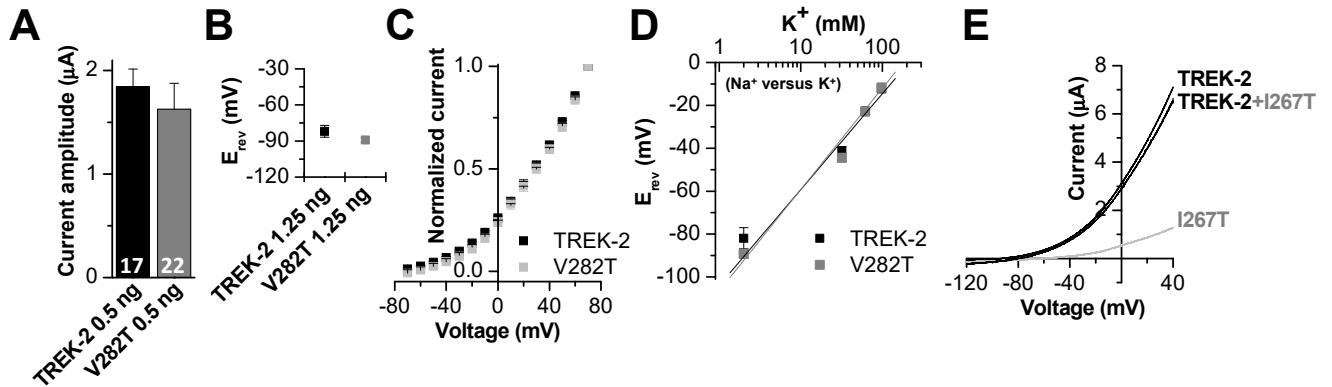 A
Current amplitude (µA)
2
1
0
17
22
TREK-2 0.5 ng
V282T 0.5 ng
B
E_rev (mV)
-30
-60
-90
-120
TREK-2 1.25 ng
V282T 1.25 ng
C
Normalized current
1.0
0.5
0.0
TREK-2
V282T
-80
-40
0
40
80
Voltage (mV)
D
K⁺ (mM)
1
10
100
(Na⁺ versus K⁺)
E_rev (mV)
0
-20
-40
-60
-80
-100
TREK-2
V282T
E
Current (µA)
8
6
4
2
TREK-2
TREK-2+I267T
I267T
-120
-80
-40
0
40
Voltage (mV)